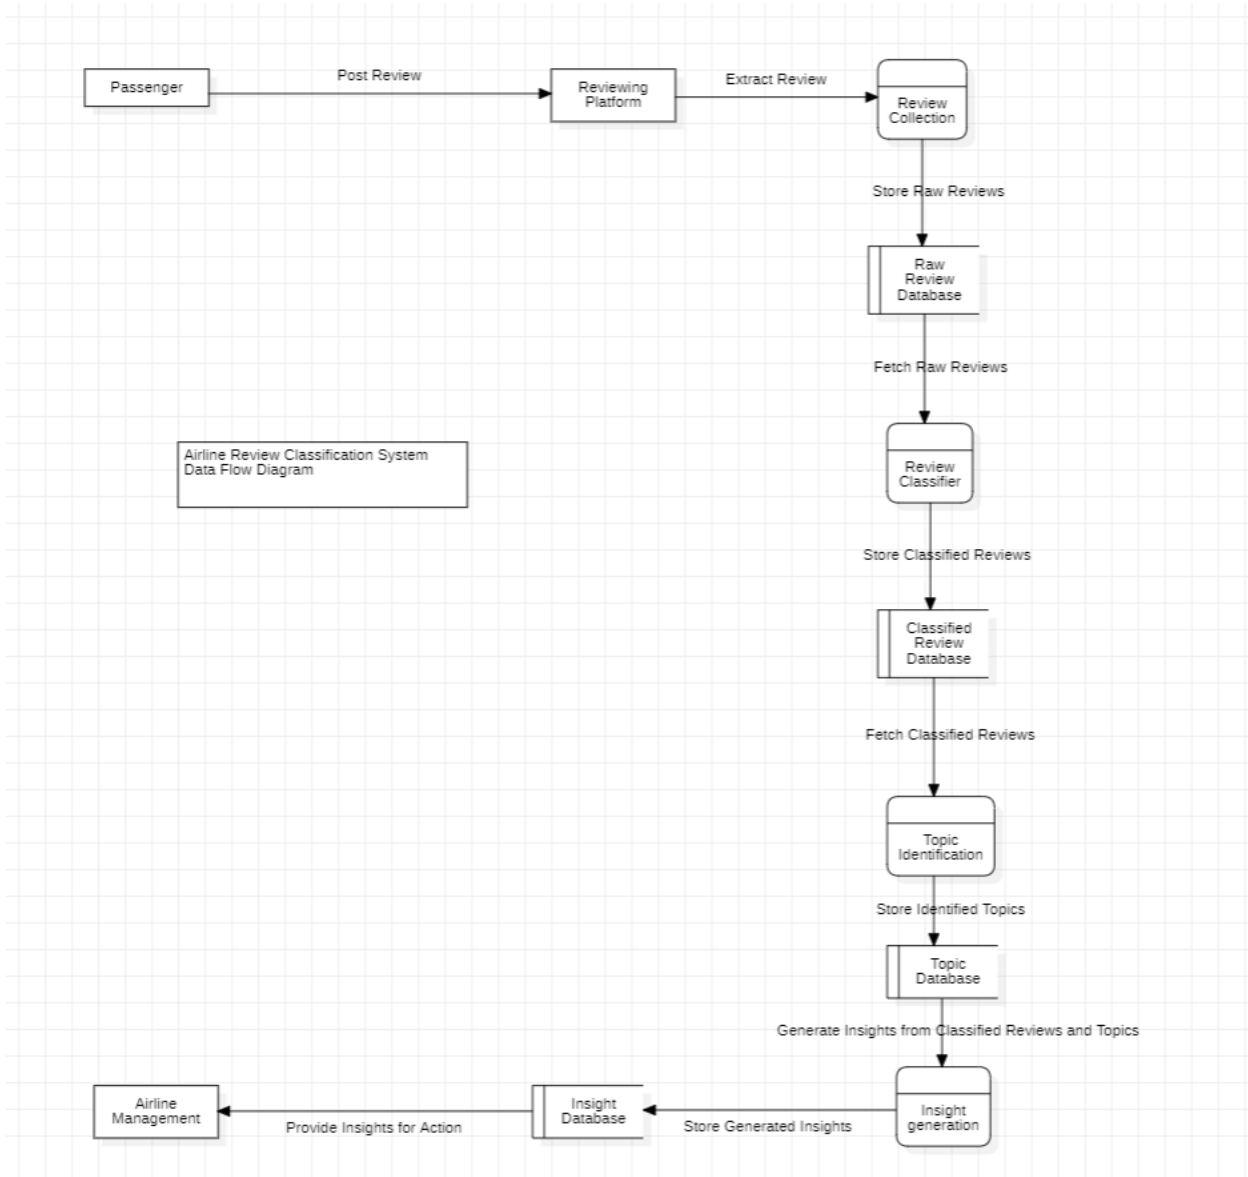 Passenger
Post Review
Reviewing
Platform
Extract Review
Review
Collection
Store Raw Reviews
Raw
Review
Database
Fetch Raw Reviews
Airline Review Classification System
Data Flow Diagram
Review
Classifier
Store Classified Reviews
Classified
Review
Database
Fetch Classified Reviews
Topic
Identification
Store Identified Topics
Topic
Database
Generate Insights from Classified Reviews and Topics
Insight
generation
Store Generated Insights
Insight
Database
Provide Insights for Action
Airline
Management